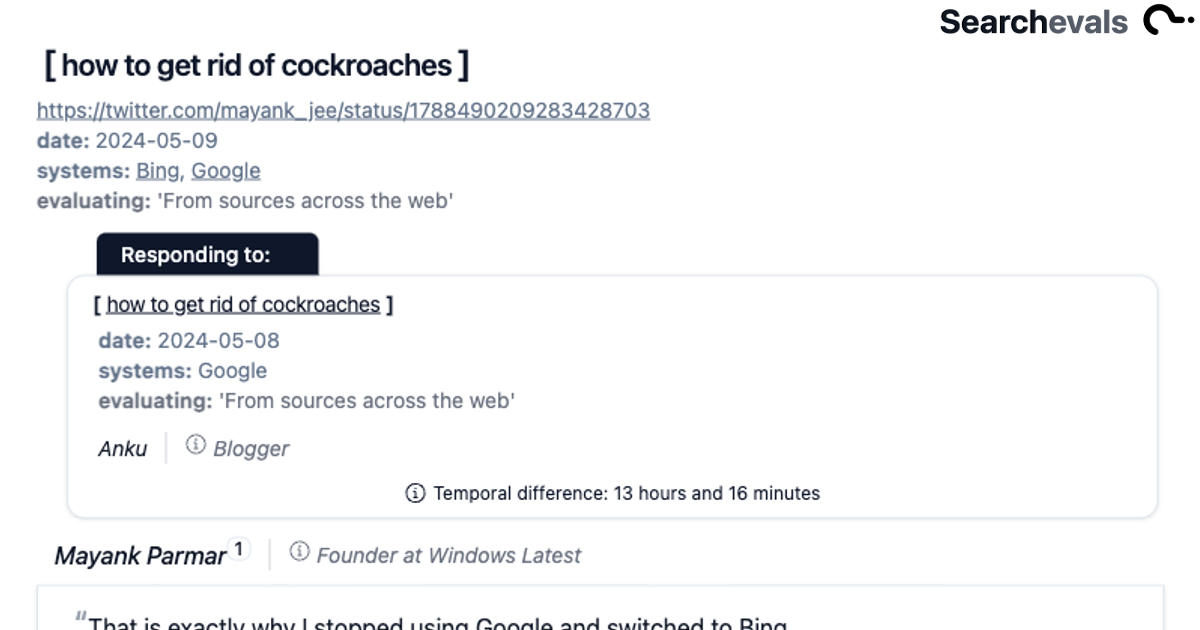 Searchevals
[ how to get rid of cockroaches ]
https://twitter.com/mayank_jee/status/1788490209283428703
date: 2024-05-09
systems: Bing, Google
evaluating: 'From sources across the web'
Responding to:
[ how to get rid of cockroaches ]
date: 2024-05-08
systems: Google
evaluating: 'From sources across the web'
Anku ⓘ Blogger
ⓘ Temporal difference: 13 hours and 16 minutes
Mayank Parmar 1 ⓘ Founder at Windows Latest
"That is exactly why I stopped using Google and switched to Bing